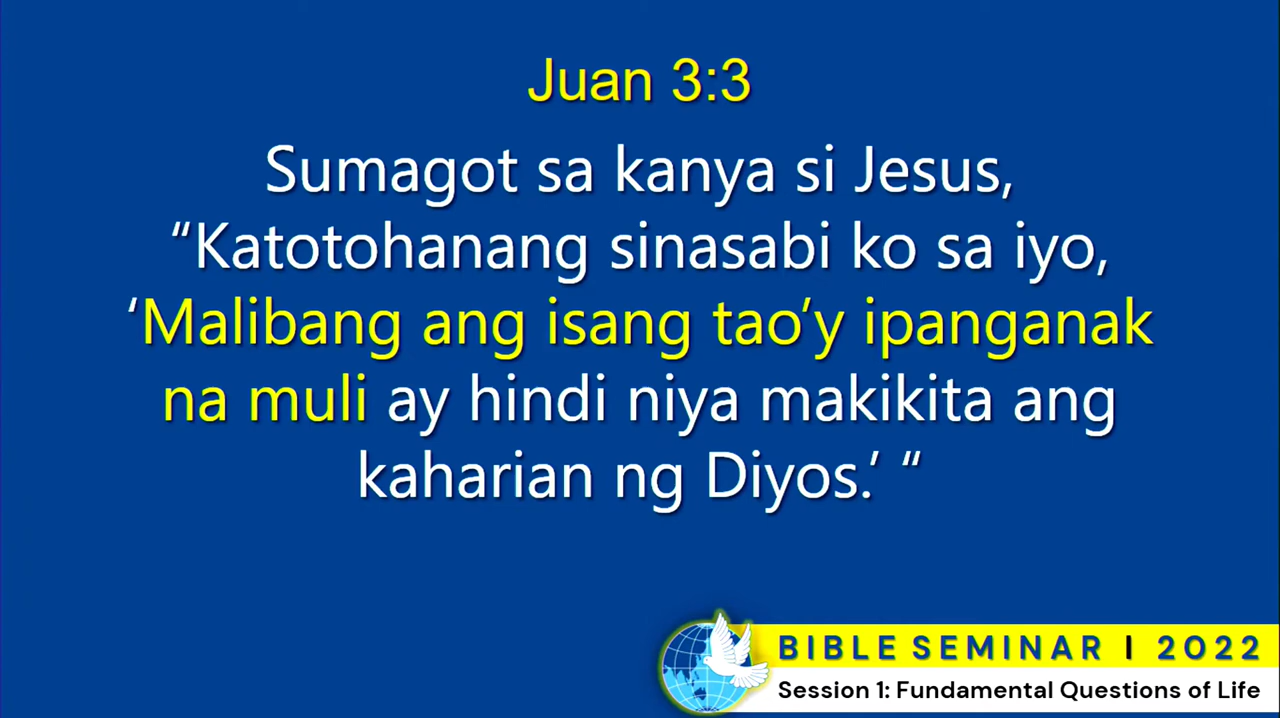 Juan 3:3
Sumagot sa kanya si Jesus,
“Katotohanang sinasabi ko sa iyo,
‘Malibang ang isang tao’y ipanganak
na muli ay hindi niya makikita ang
kaharian ng Diyos.’ “
BIBLE SEMINAR | 2022
Session 1: Fundamental Questions of Life